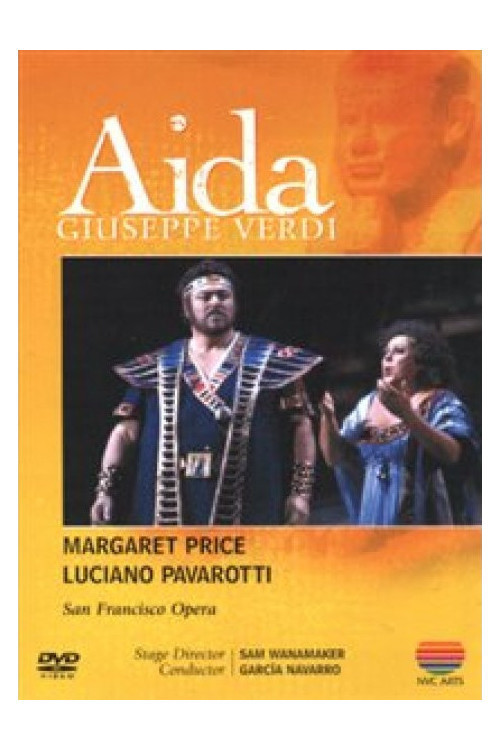 Aida
GIUSEPPE VERDI
MARGARET PRICE
LUCIANO PAVAROTTI
San Francisco Opera
Stage Director | SAM WANAMAKER
Conductor | GARCÍA NAVARRO
DVD
VIDEO
NVC ARTS